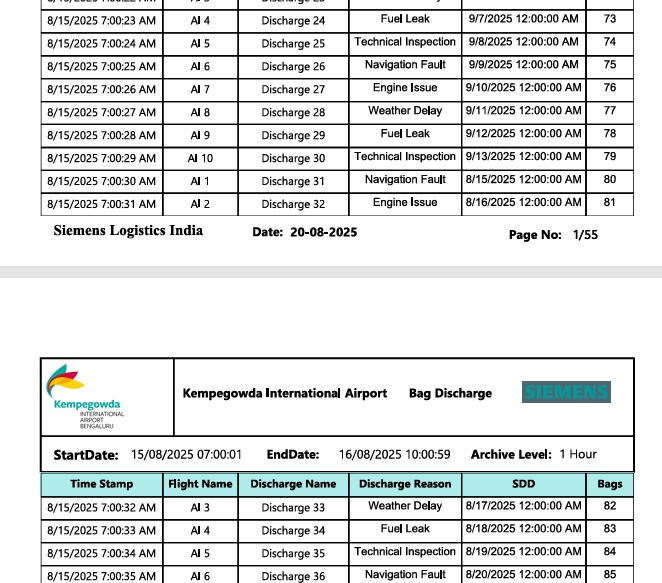 8/15/2025 7:00:23 AM AI 4 Discharge 24 Fuel Leak 9/7/2025 12:00:00 AM 73
8/15/2025 7:00:24 AM AI 5 Discharge 25 Technical Inspection 9/8/2025 12:00:00 AM 74
8/15/2025 7:00:25 AM AI 6 Discharge 26 Navigation Fault 9/9/2025 12:00:00 AM 75
8/15/2025 7:00:26 AM AI 7 Discharge 27 Engine Issue 9/10/2025 12:00:00 AM 76
8/15/2025 7:00:27 AM AI 8 Discharge 28 Weather Delay 9/11/2025 12:00:00 AM 77
8/15/2025 7:00:28 AM AI 9 Discharge 29 Fuel Leak 9/12/2025 12:00:00 AM 78
8/15/2025 7:00:29 AM AI 10 Discharge 30 Technical Inspection 9/13/2025 12:00:00 AM 79
8/15/2025 7:00:30 AM AI 1 Discharge 31 Navigation Fault 8/15/2025 12:00:00 AM 80
8/15/2025 7:00:31 AM AI 2 Discharge 32 Engine Issue 8/16/2025 12:00:00 AM 81
Siemens Logistics India Date: 20-08-2025 Page No: 1/55
Kempegowda International Airport Bag Discharge SIEMENS
Kempegowda
INTERNATIONAL
AIRPORT
BENGALURU
StartDate: 15/08/2025 07:00:01 EndDate: 16/08/2025 10:00:59 Archive Level: 1 Hour
Time Stamp Flight Name Discharge Name Discharge Reason SDD Bags
8/15/2025 7:00:32 AM AI 3 Discharge 33 Weather Delay 8/17/2025 12:00:00 AM 82
8/15/2025 7:00:33 AM AI 4 Discharge 34 Fuel Leak 8/18/2025 12:00:00 AM 83
8/15/2025 7:00:34 AM AI 5 Discharge 35 Technical Inspection 8/19/2025 12:00:00 AM 84
8/15/2025 7:00:35 AM AI 6 Discharge 36 Navigation Fault 8/20/2025 12:00:00 AM 85